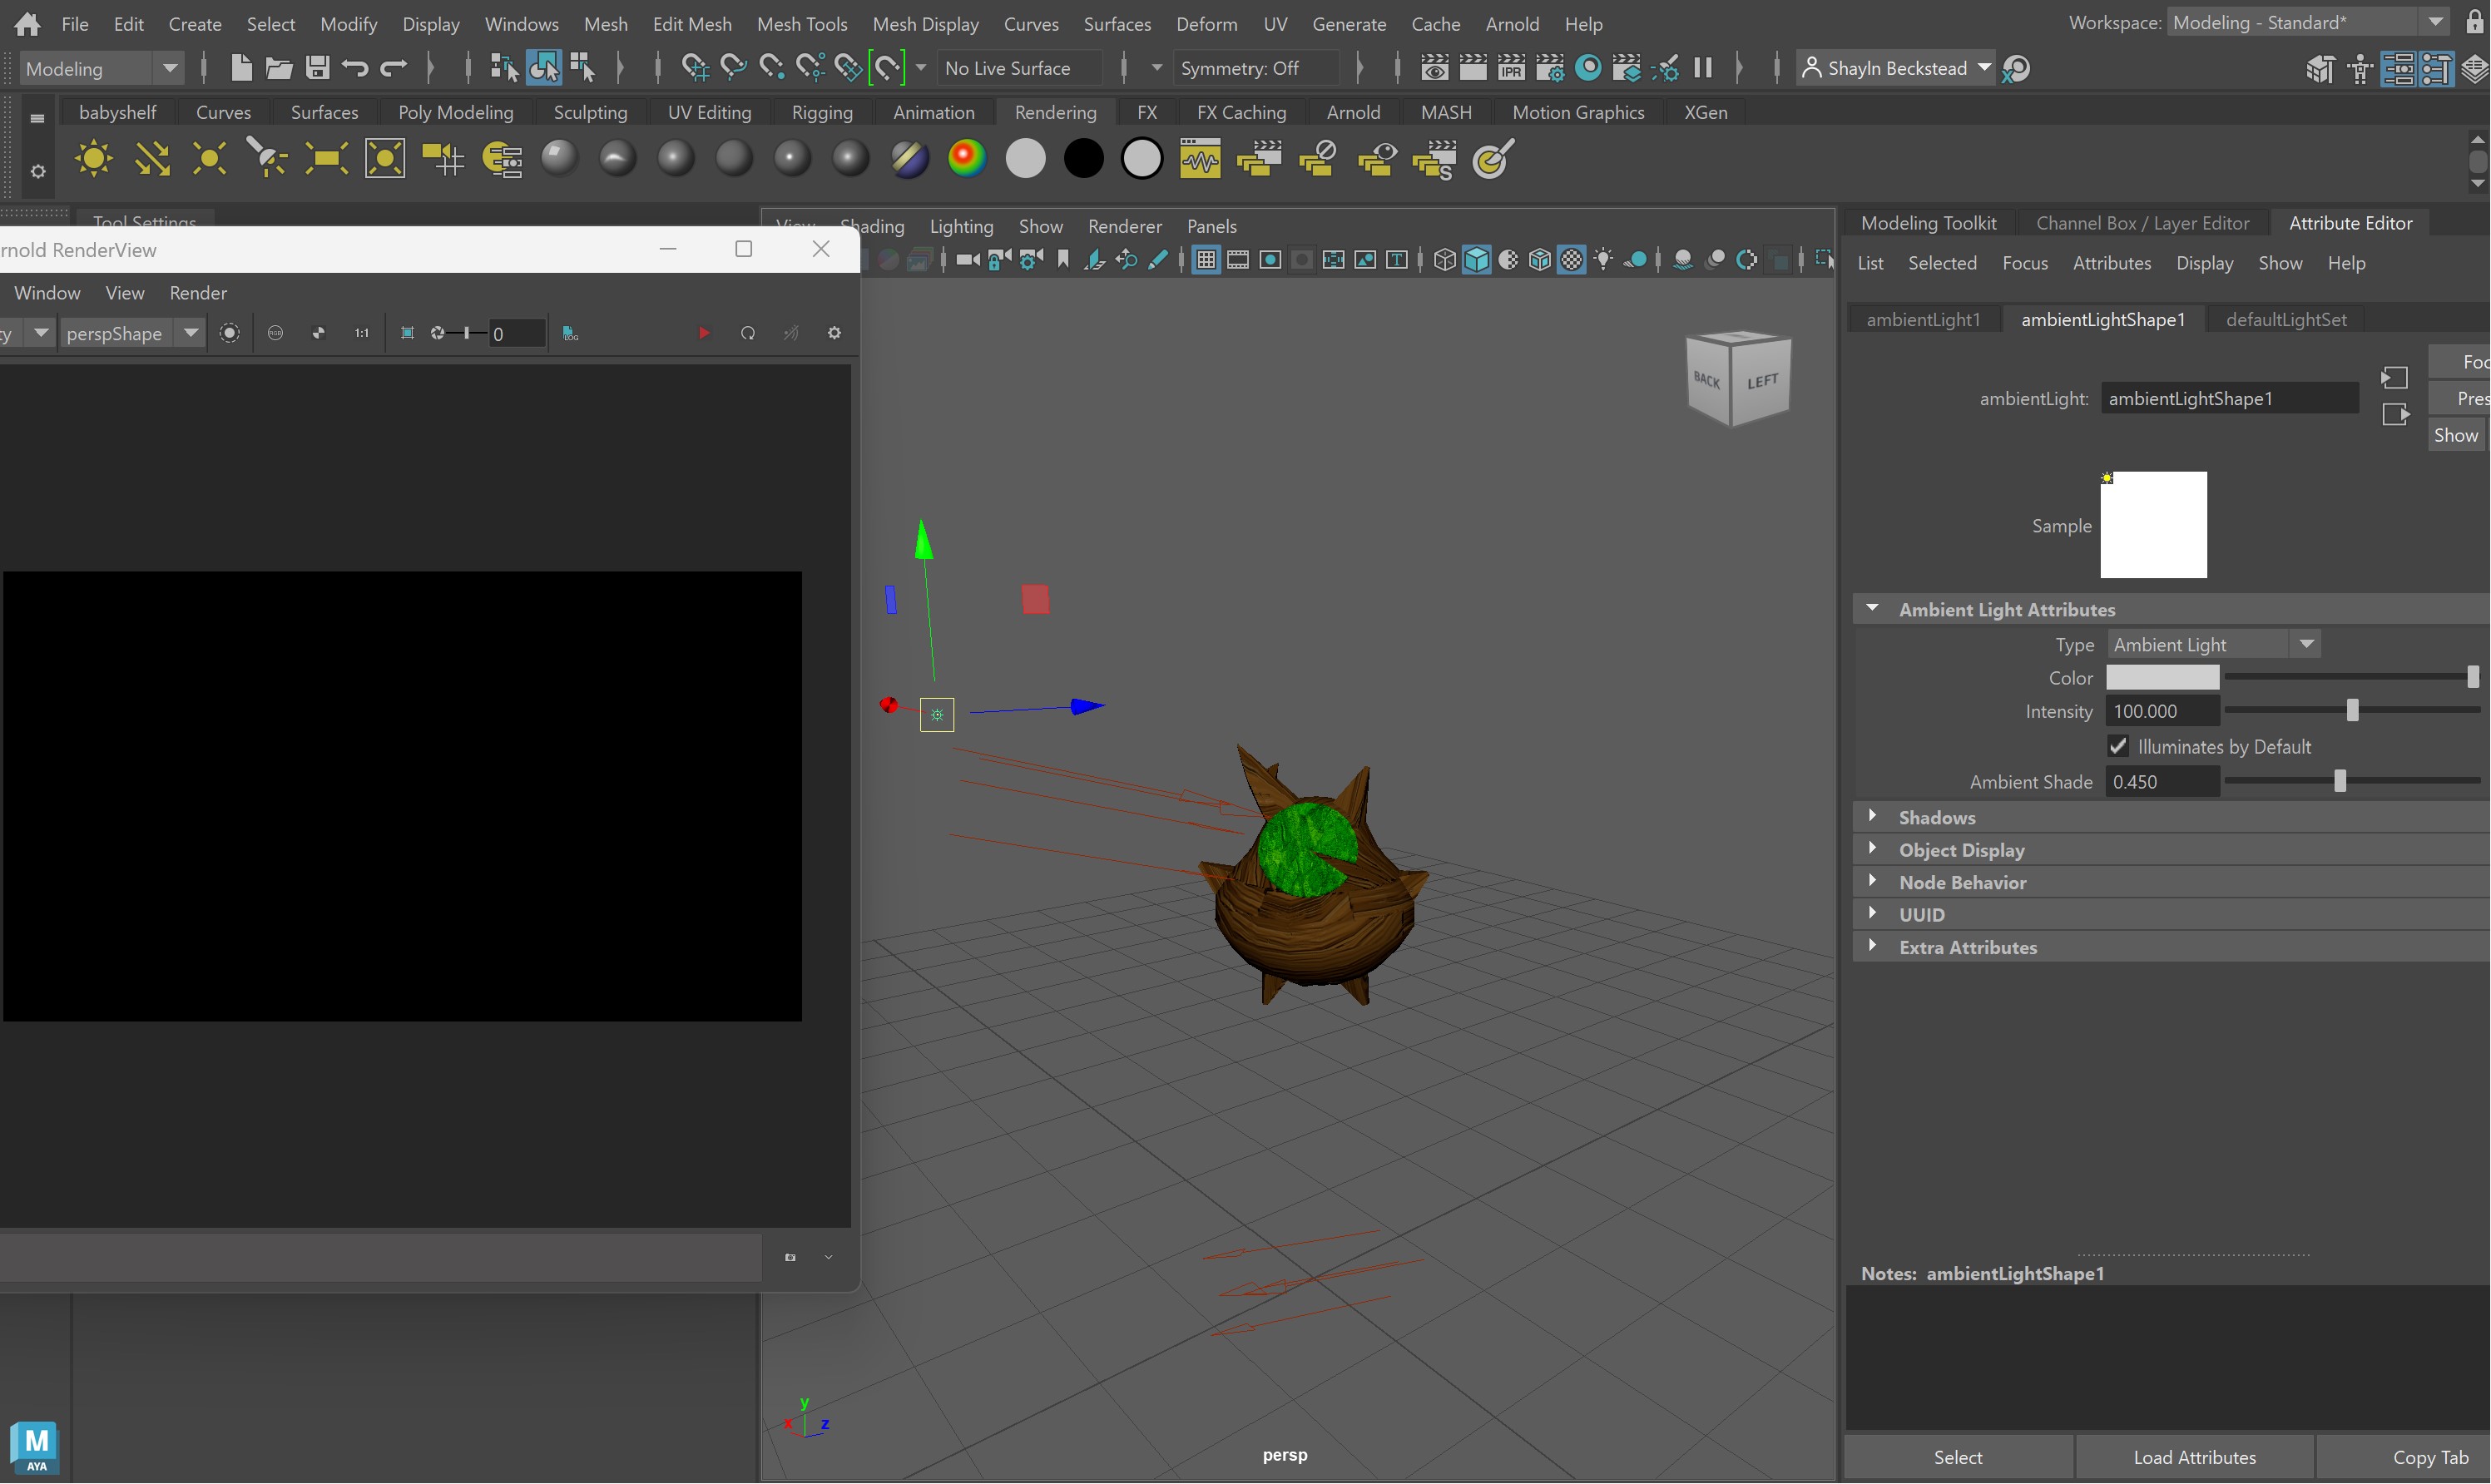 File Edit Create Select Modify Display Windows Mesh Edit Mesh Mesh Tools Mesh Display Curves Surfaces Deform UV Generate Cache Arnold Help Workspace: Modeling - Standard*
Modeling No Live Surface Symmetry: Off IPR Shayln Beckstead
babyshelf Curves Surfaces Poly Modeling Sculpting UV Editing Rigging Animation Rendering FX FX Caching Arnold MASH Motion Graphics XGen
S
Tool Settings
View Shading Lighting Show Renderer Panels
Modeling Toolkit Channel Box / Layer Editor Attribute Editor
rnold RenderView
List Selected Focus Attributes Display Show Help
Window View Render
ty perspShape RGB 1:1 0 LOG
ambientLight1 ambientLightShape1 defaultLightSet
BACK LEFT
Foc
ambientLight: ambientLightShape1
Pres
Show
Sample
Ambient Light Attributes
Type Ambient Light
Color
Intensity 100.000
Illuminates by Default
Ambient Shade 0.450
Shadows
Object Display
Node Behavior
UUID
Extra Attributes
Notes: ambientLightShape1
y
x z
persp
M
AYA
Select Load Attributes Copy Tab